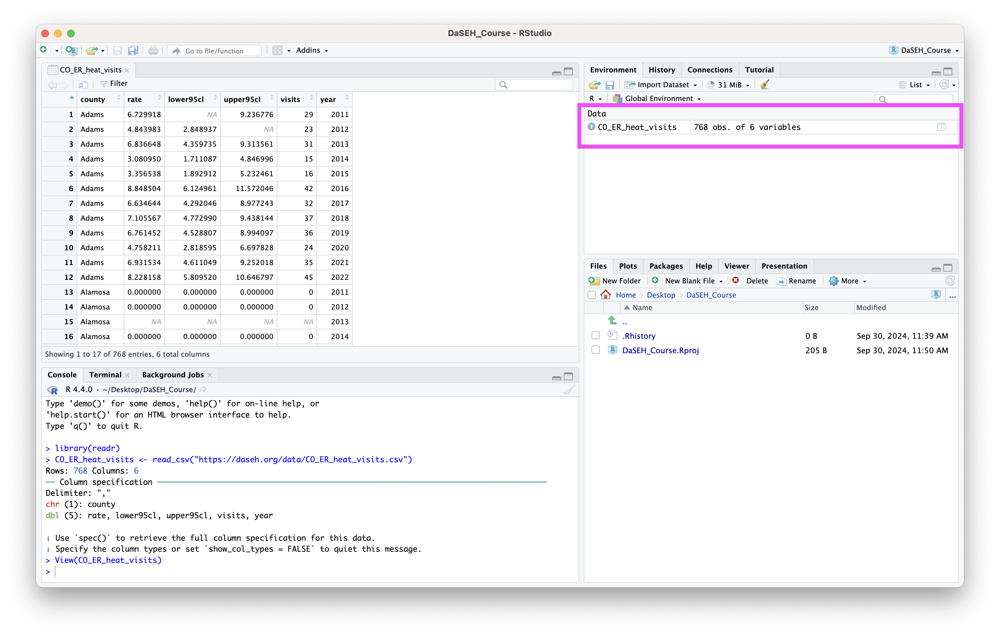 DaSEH_Course - RStudio
Go to file/function
Addins
DaSEH_Course
CO_ER_heat_visits
Filter
county rate lower95cl upper95cl visits year
1 Adams 6.729918 NA 9.236776 29 2011
2 Adams 4.843983 2.848937 NA 23 2012
3 Adams 6.836648 4.359735 9.313561 31 2013
4 Adams 3.080950 1.711087 4.846996 15 2014
5 Adams 3.356538 1.892912 5.232461 16 2015
6 Adams 8.848504 6.124961 11.572046 42 2016
7 Adams 6.634644 4.292046 8.977243 32 2017
8 Adams 7.105567 4.772990 9.438144 37 2018
9 Adams 6.761452 4.528807 8.994097 36 2019
10 Adams 4.758211 2.818595 6.697828 24 2020
11 Adams 6.931534 4.611049 9.252018 35 2021
12 Adams 8.228158 5.809520 10.646797 45 2022
13 Alamosa 0.000000 0.000000 0.000000 0 2011
14 Alamosa 0.000000 0.000000 0.000000 0 2012
15 Alamosa NA NA NA NA 2013
16 Alamosa 0.000000 0.000000 0.000000 0 2014
Showing 1 to 17 of 768 entries, 6 total columns
Console Terminal Background Jobs
R R 4.4.0 · ~/Desktop/DaSEH_Course/
Type 'demo()' for some demos, 'help()' for on-line help, or
'help.start()' for an HTML browser interface to help.
Type 'q()' to quit R.
> library(readr)
> CO_ER_heat_visits <- read_csv("https://daseh.org/data/CO_ER_heat_visits.csv")
Rows: 768 Columns: 6
── Column specification ──
Delimiter: ","
chr (1): county
dbl (5): rate, lower95cl, upper95cl, visits, year
ℹ Use `spec()` to retrieve the full column specification for this data.
ℹ Specify the column types or set `show_col_types = FALSE` to quiet this message.
> View(CO_ER_heat_visits)
>
Environment History Connections Tutorial
Import Dataset 31 MiB List
R Global Environment
Data
CO_ER_heat_visits 768 obs. of 6 variables
Files Plots Packages Help Viewer Presentation
New Folder New Blank File Delete Rename More
Home > Desktop > DaSEH_Course R ...
Name Size Modified
..
.Rhistory 0 B Sep 30, 2024, 11:39 AM
DaSEH_Course.Rproj 205 B Sep 30, 2024, 11:50 AM